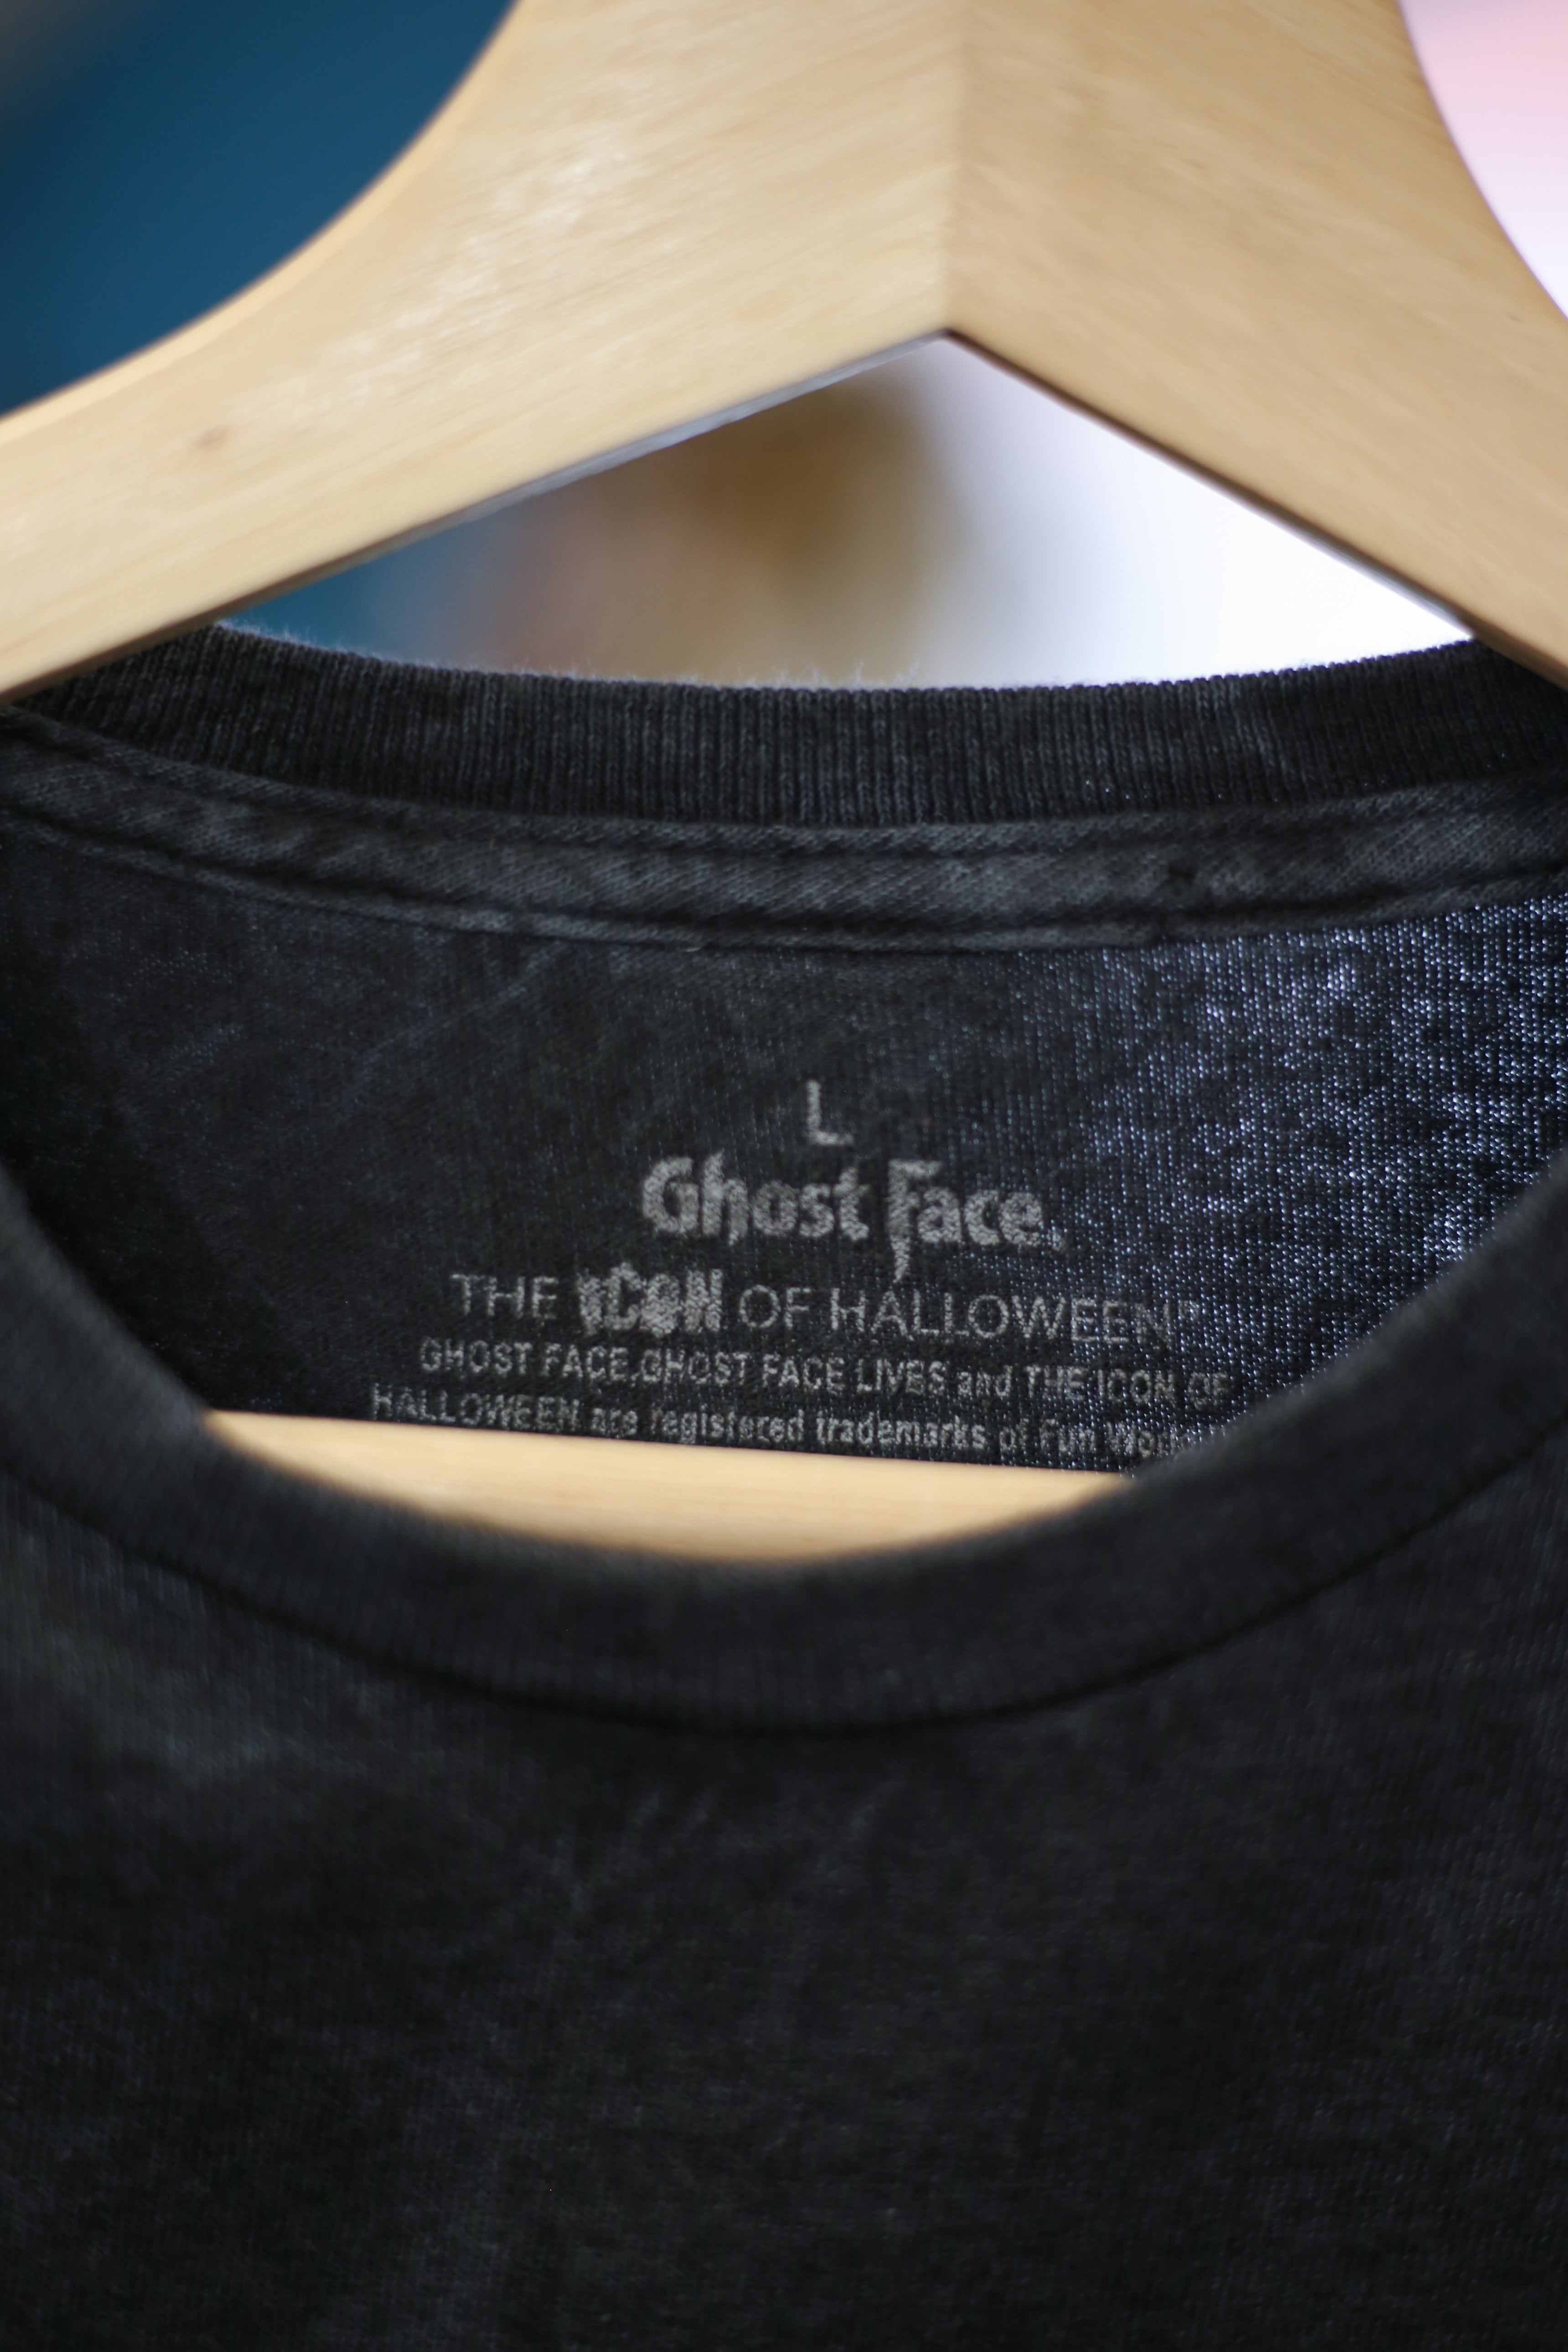 L
Ghost Face.
THE ICON OF HALLOWEEN™
GHOST FACE, GHOST FACE LIVES and THE ICON OF
HALLOWEEN are registered trademarks of Fun